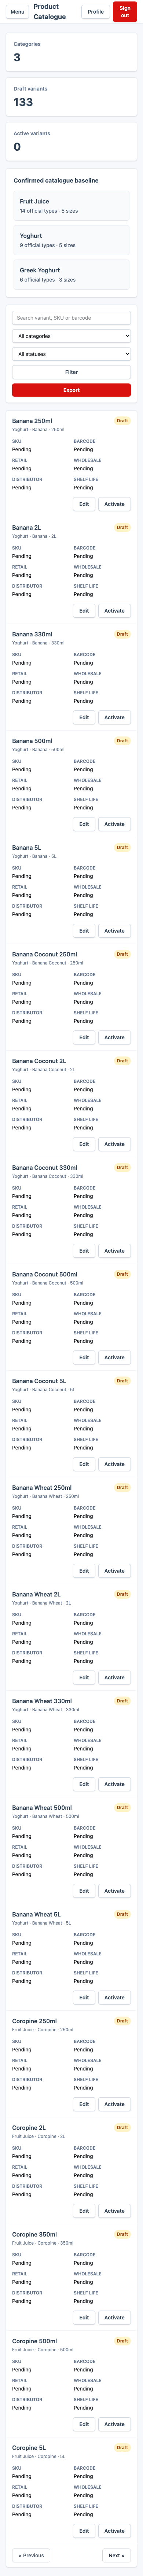 Menu
Product Catalogue
Profile
Sign out
Categories
3
Draft variants
133
Active variants
0
Confirmed catalogue baseline
Fruit Juice
14 official types · 5 sizes
Yoghurt
9 official types · 5 sizes
Greek Yoghurt
6 official types · 3 sizes
Search variant, SKU or barcode
All categories
All statuses
Filter
Export
Banana 250ml Draft
Yoghurt · Banana · 250ml
SKU BARCODE
Pending Pending
RETAIL WHOLESALE
Pending Pending
DISTRIBUTOR SHELF LIFE
Pending Pending
Edit Activate
Banana 2L Draft
Yoghurt · Banana · 2L
SKU BARCODE
Pending Pending
RETAIL WHOLESALE
Pending Pending
DISTRIBUTOR SHELF LIFE
Pending Pending
Edit Activate
Banana 330ml Draft
Yoghurt · Banana · 330ml
SKU BARCODE
Pending Pending
RETAIL WHOLESALE
Pending Pending
DISTRIBUTOR SHELF LIFE
Pending Pending
Edit Activate
Banana 500ml Draft
Yoghurt · Banana · 500ml
SKU BARCODE
Pending Pending
RETAIL WHOLESALE
Pending Pending
DISTRIBUTOR SHELF LIFE
Pending Pending
Edit Activate
Banana 5L Draft
Yoghurt · Banana · 5L
SKU BARCODE
Pending Pending
RETAIL WHOLESALE
Pending Pending
DISTRIBUTOR SHELF LIFE
Pending Pending
Edit Activate
Banana Coconut 250ml Draft
Yoghurt · Banana Coconut · 250ml
SKU BARCODE
Pending Pending
RETAIL WHOLESALE
Pending Pending
DISTRIBUTOR SHELF LIFE
Pending Pending
Edit Activate
Banana Coconut 2L Draft
Yoghurt · Banana Coconut · 2L
SKU BARCODE
Pending Pending
RETAIL WHOLESALE
Pending Pending
DISTRIBUTOR SHELF LIFE
Pending Pending
Edit Activate
Banana Coconut 330ml Draft
Yoghurt · Banana Coconut · 330ml
SKU BARCODE
Pending Pending
RETAIL WHOLESALE
Pending Pending
DISTRIBUTOR SHELF LIFE
Pending Pending
Edit Activate
Banana Coconut 500ml Draft
Yoghurt · Banana Coconut · 500ml
SKU BARCODE
Pending Pending
RETAIL WHOLESALE
Pending Pending
DISTRIBUTOR SHELF LIFE
Pending Pending
Edit Activate
Banana Coconut 5L Draft
Yoghurt · Banana Coconut · 5L
SKU BARCODE
Pending Pending
RETAIL WHOLESALE
Pending Pending
DISTRIBUTOR SHELF LIFE
Pending Pending
Edit Activate
Banana Wheat 250ml Draft
Yoghurt · Banana Wheat · 250ml
SKU BARCODE
Pending Pending
RETAIL WHOLESALE
Pending Pending
DISTRIBUTOR SHELF LIFE
Pending Pending
Edit Activate
Banana Wheat 2L Draft
Yoghurt · Banana Wheat · 2L
SKU BARCODE
Pending Pending
RETAIL WHOLESALE
Pending Pending
DISTRIBUTOR SHELF LIFE
Pending Pending
Edit Activate
Banana Wheat 330ml Draft
Yoghurt · Banana Wheat · 330ml
SKU BARCODE
Pending Pending
RETAIL WHOLESALE
Pending Pending
DISTRIBUTOR SHELF LIFE
Pending Pending
Edit Activate
Banana Wheat 500ml Draft
Yoghurt · Banana Wheat · 500ml
SKU BARCODE
Pending Pending
RETAIL WHOLESALE
Pending Pending
DISTRIBUTOR SHELF LIFE
Pending Pending
Edit Activate
Banana Wheat 5L Draft
Yoghurt · Banana Wheat · 5L
SKU BARCODE
Pending Pending
RETAIL WHOLESALE
Pending Pending
DISTRIBUTOR SHELF LIFE
Pending Pending
Edit Activate
Coropine 250ml Draft
Fruit Juice · Coropine · 250ml
SKU BARCODE
Pending Pending
RETAIL WHOLESALE
Pending Pending
DISTRIBUTOR SHELF LIFE
Pending Pending
Edit Activate
Coropine 2L Draft
Fruit Juice · Coropine · 2L
SKU BARCODE
Pending Pending
RETAIL WHOLESALE
Pending Pending
DISTRIBUTOR SHELF LIFE
Pending Pending
Edit Activate
Coropine 350ml Draft
Fruit Juice · Coropine · 350ml
SKU BARCODE
Pending Pending
RETAIL WHOLESALE
Pending Pending
DISTRIBUTOR SHELF LIFE
Pending Pending
Edit Activate
Coropine 500ml Draft
Fruit Juice · Coropine · 500ml
SKU BARCODE
Pending Pending
RETAIL WHOLESALE
Pending Pending
DISTRIBUTOR SHELF LIFE
Pending Pending
Edit Activate
Coropine 5L Draft
Fruit Juice · Coropine · 5L
SKU BARCODE
Pending Pending
RETAIL WHOLESALE
Pending Pending
DISTRIBUTOR SHELF LIFE
Pending Pending
Edit Activate
« Previous Next »